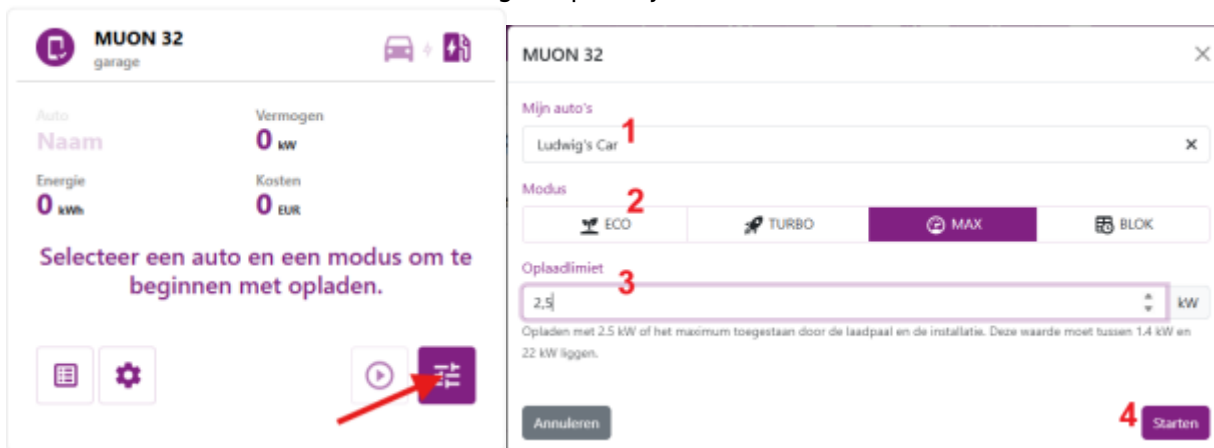 MUON 32
garage
Auto
Naam
Vermogen
0 kW
Energie
0 kWh
Kosten
0 EUR
Selecteer een auto en een modus om te
beginnen met opladen.
MUON 32
Mijn auto's
1
Ludwig's Car
Modus
2
ECO
TURBO
MAX
BLOK
Oplaadlimiet
3
2,5
kW
Opladen met 2.5 kW of het maximum toegestaan door de laadpaal en de installatie. Deze waarde moet tussen 1.4 kW en
22 kW liggen.
Annuleren
4
Starten